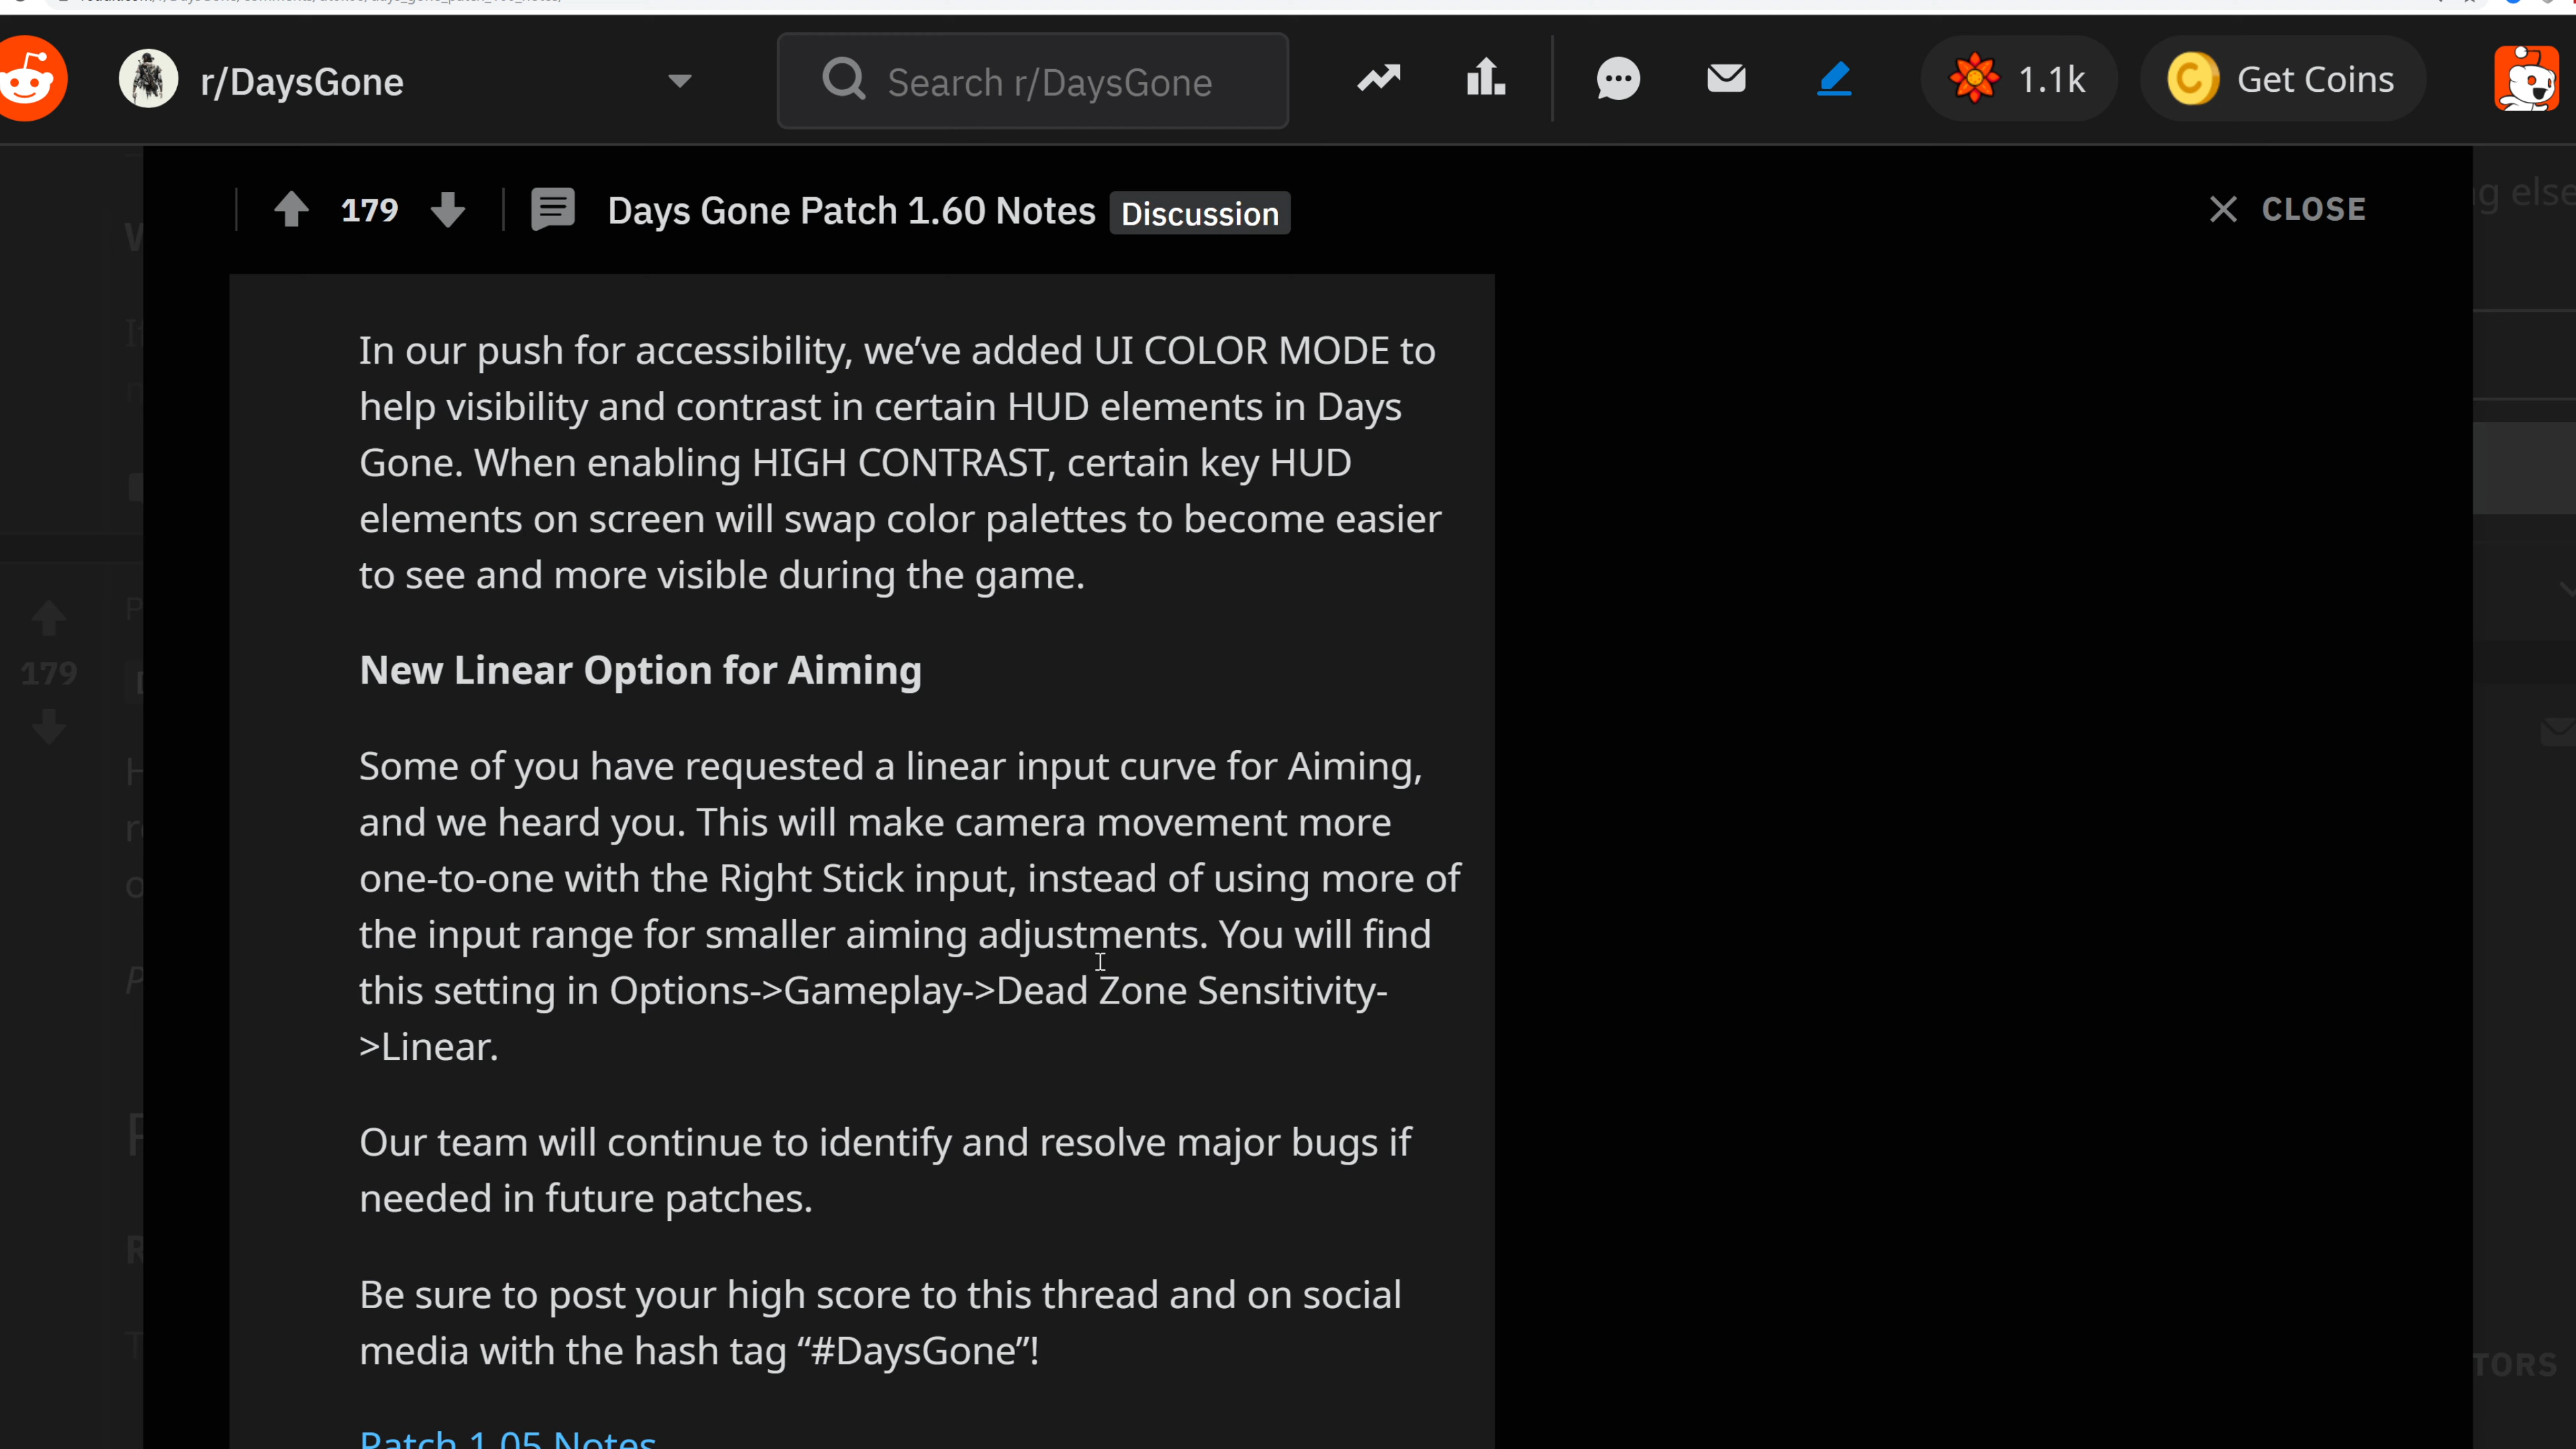 r/DaysGone
Search r/DaysGone
1.1k
Get Coins
179
Days Gone Patch 1.60 Notes
Discussion
CLOSE
g else
In our push for accessibility, we’ve added UI COLOR MODE to
help visibility and contrast in certain HUD elements in Days
Gone. When enabling HIGH CONTRAST, certain key HUD
elements on screen will swap color palettes to become easier
to see and more visible during the game.
New Linear Option for Aiming
179
Some of you have requested a linear input curve for Aiming,
and we heard you. This will make camera movement more
one-to-one with the Right Stick input, instead of using more of
the input range for smaller aiming adjustments. You will find
this setting in Options->Gameplay->Dead Zone Sensitivity-
>Linear.
Our team will continue to identify and resolve major bugs if
needed in future patches.
Be sure to post your high score to this thread and on social
media with the hash tag “#DaysGone”!
TORS
Patch 1.05 Notes